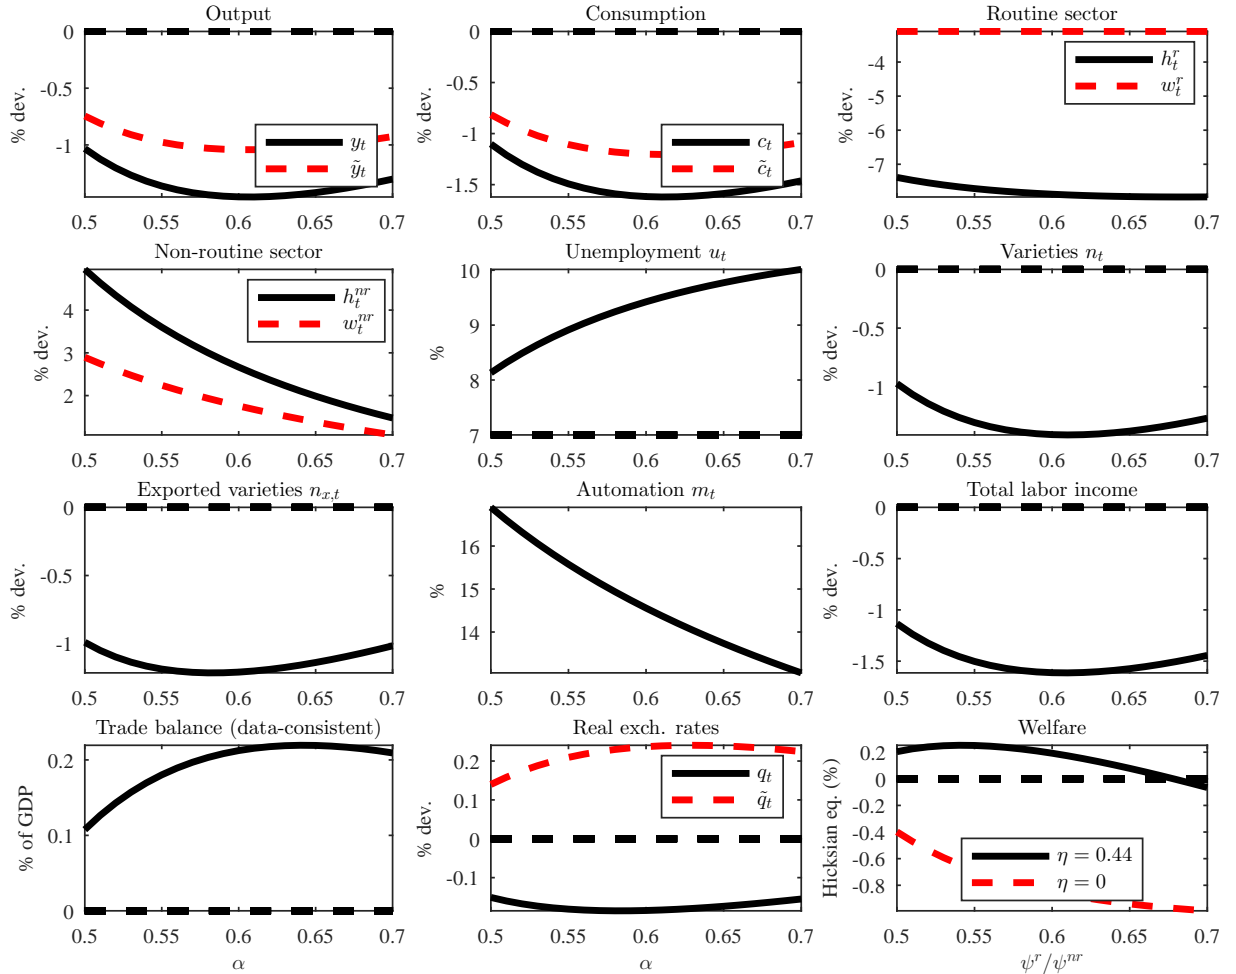 Output
Consumption
Routine sector
0
-0.5
-1
% dev.
y_t
ỹ_t
0.5 0.55 0.6 0.65 0.7
0
-0.5
-1
-1.5
% dev.
c_t
c̃_t
0.5 0.55 0.6 0.65 0.7
-4
-5
-6
-7
% dev.
h_t^r
w_t^r
0.5 0.55 0.6 0.65 0.7
Non-routine sector
Unemployment u_t
Varieties n_t
4
3
2
% dev.
h_t^{nr}
w_t^{nr}
0.5 0.55 0.6 0.65 0.7
10
9
8
7
%
0.5 0.55 0.6 0.65 0.7
0
-0.5
-1
% dev.
0.5 0.55 0.6 0.65 0.7
Exported varieties n_{x,t}
Automation m_t
Total labor income
0
-0.5
-1
% dev.
0.5 0.55 0.6 0.65 0.7
16
15
14
%
0.5 0.55 0.6 0.65 0.7
0
-0.5
-1
-1.5
% dev.
0.5 0.55 0.6 0.65 0.7
Trade balance (data-consistent)
Real exch. rates
Welfare
0.2
0.1
0
% of GDP
0.5 0.55 0.6 0.65 0.7
α
0.2
0.1
0
-0.1
% dev.
q_t
q̃_t
0.5 0.55 0.6 0.65 0.7
α
0.2
0
-0.2
-0.4
-0.6
-0.8
Hicksian eq. (%)
η = 0.44
η = 0
0.5 0.55 0.6 0.65 0.7
ψ^r/ψ^{nr}